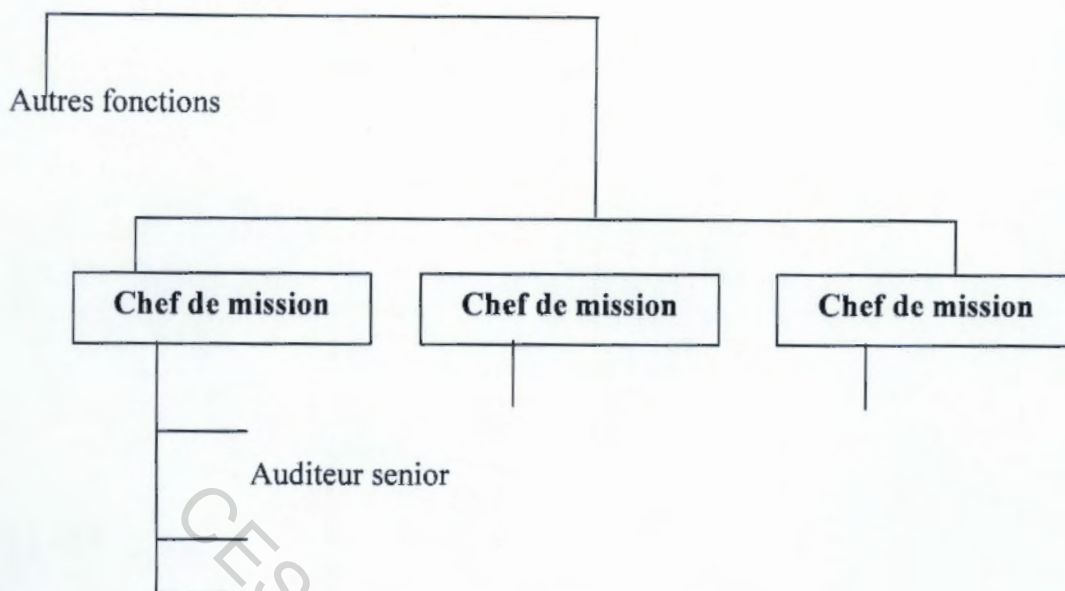 Autres fonctions
Chef de mission
Chef de mission
Chef de mission
Auditeur senior